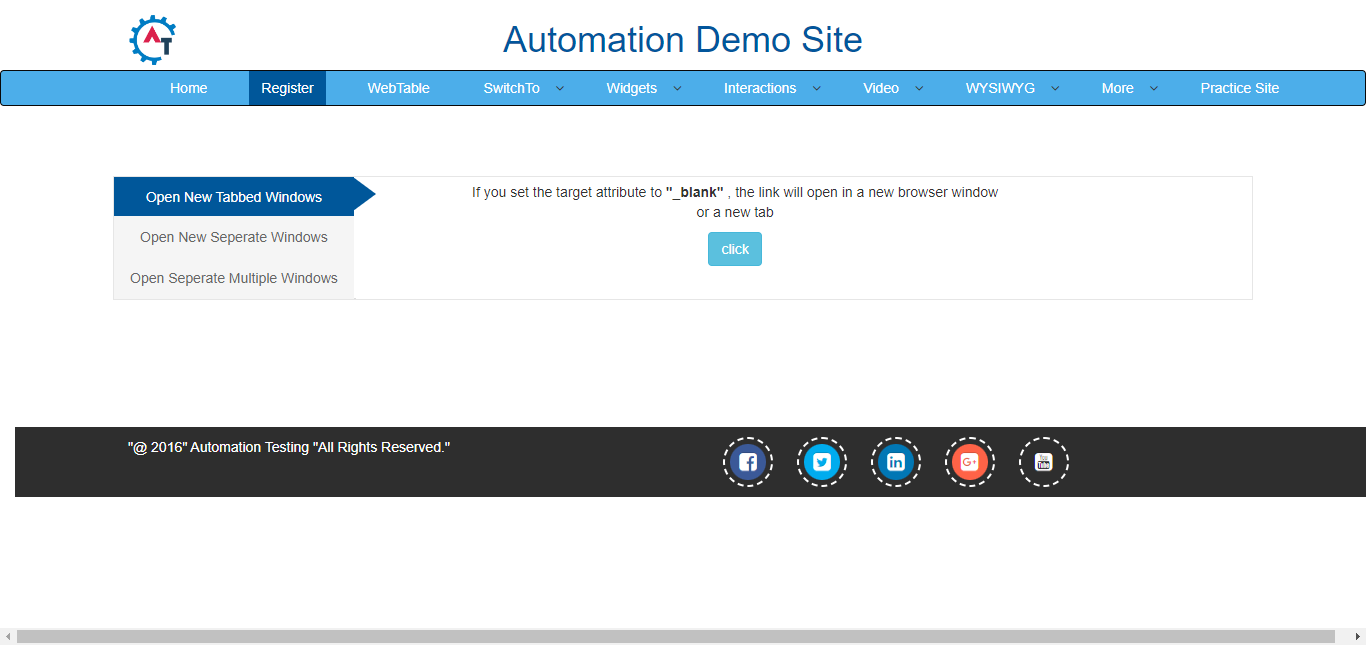 AT
Automation Demo Site
Home Register WebTable SwitchTo Widgets Interactions Video WYSIWYG More Practice Site
Open New Tabbed Windows
Open New Seperate Windows
Open Seperate Multiple Windows
If you set the target attribute to "_blank" , the link will open in a new browser window
or a new tab
click
"@ 2016" Automation Testing "All Rights Reserved."
f in G+ You Tube